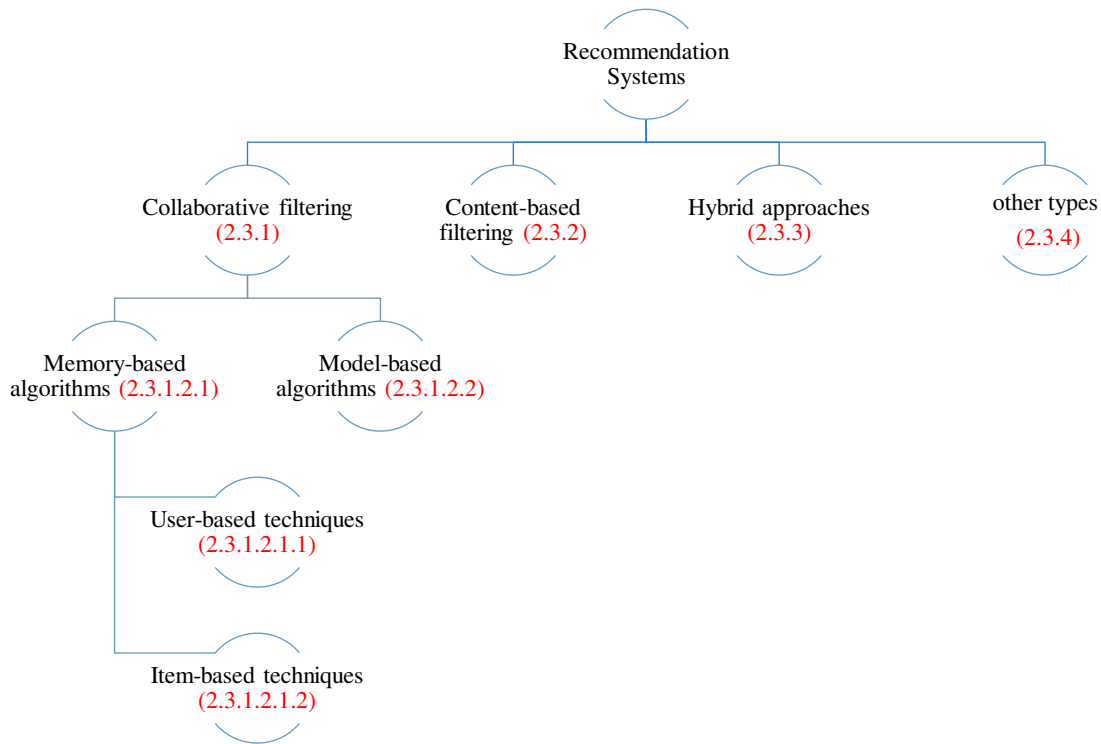 Recommendation
Systems
Collaborative filtering
(2.3.1)
Content-based
filtering (2.3.2)
Hybrid approaches
(2.3.3)
other types
(2.3.4)
Memory-based
algorithms (2.3.1.2.1)
Model-based
algorithms (2.3.1.2.2)
User-based techniques
(2.3.1.2.1.1)
Item-based techniques
(2.3.1.2.1.2)